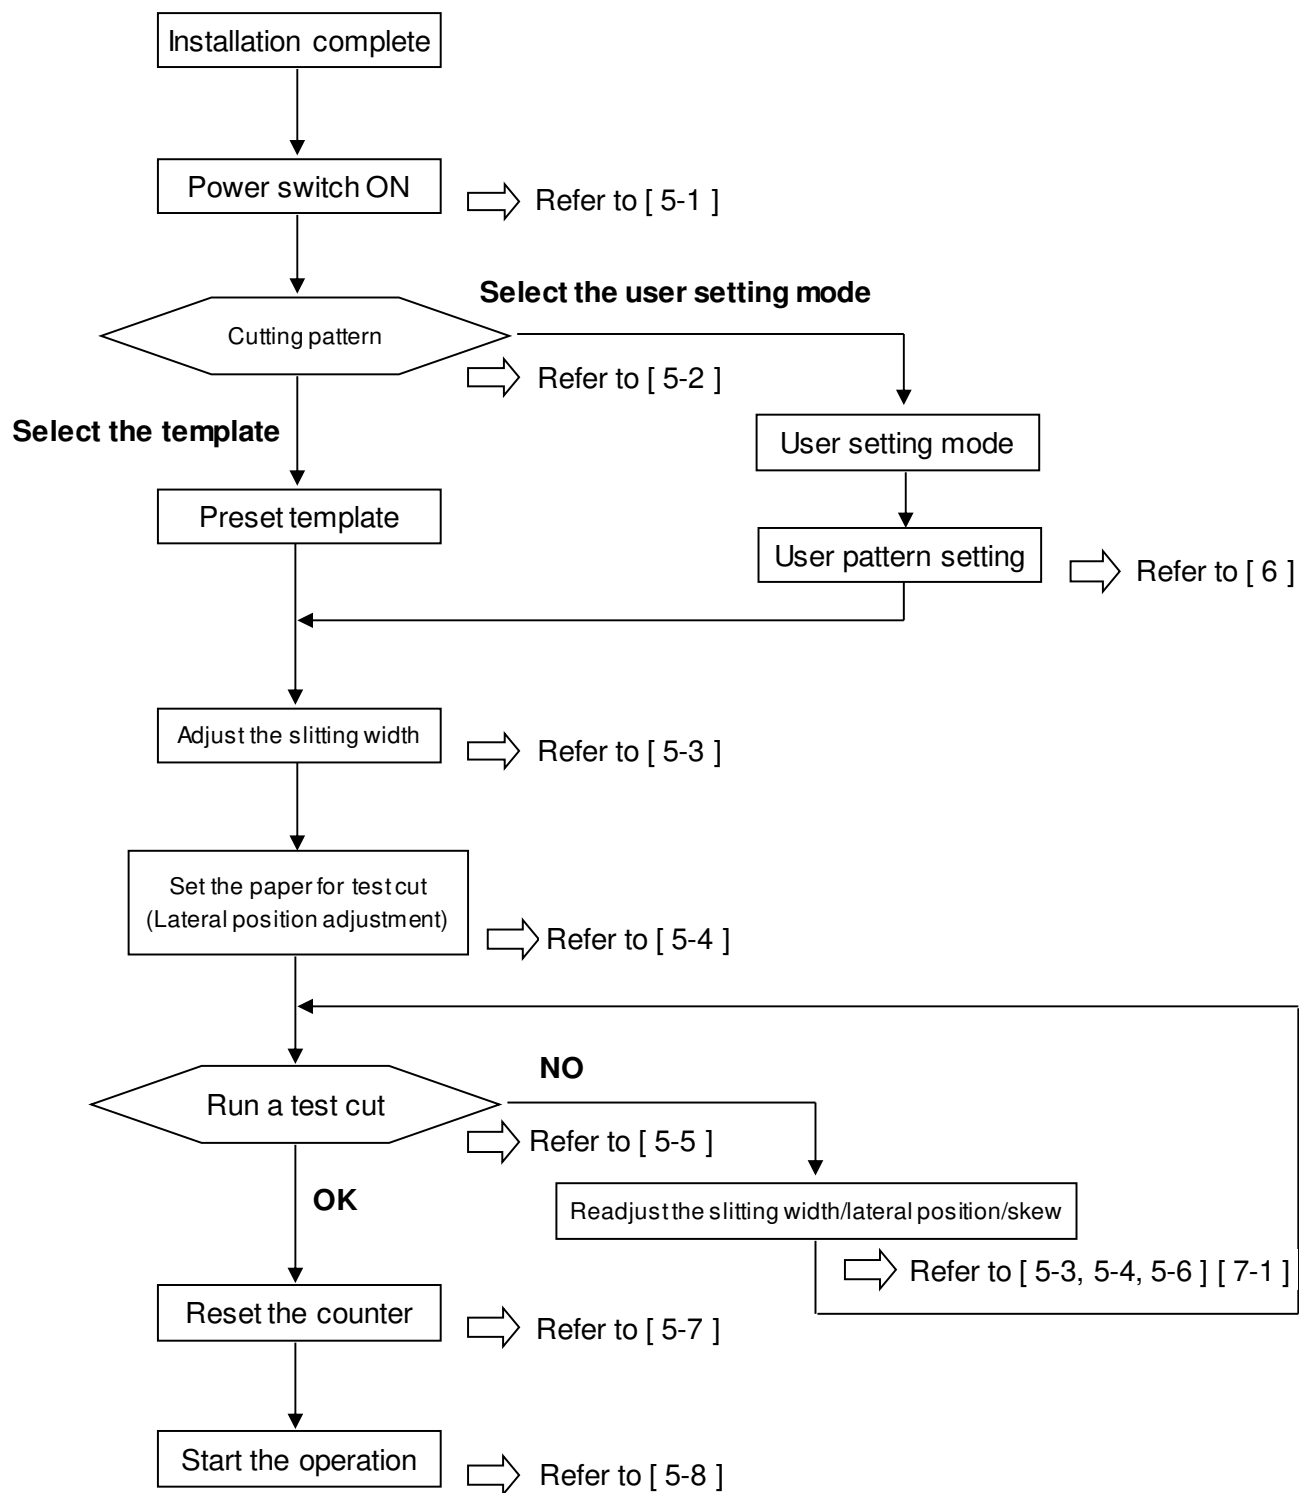 Installation complete
Power switch ON
Refer to [ 5-1 ]
Select the user setting mode
Cutting pattern
Refer to [ 5-2 ]
Select the template
User setting mode
Preset template
User pattern setting
Refer to [ 6 ]
Adjust the slitting width
Refer to [ 5-3 ]
Set the paper for test cut
(Lateral position adjustment)
Refer to [ 5-4 ]
NO
Run a test cut
Refer to [ 5-5 ]
OK
Readjust the slitting width/lateral position/skew
Refer to [ 5-3, 5-4, 5-6 ] [ 7-1 ]
Reset the counter
Refer to [ 5-7 ]
Start the operation
Refer to [ 5-8 ]